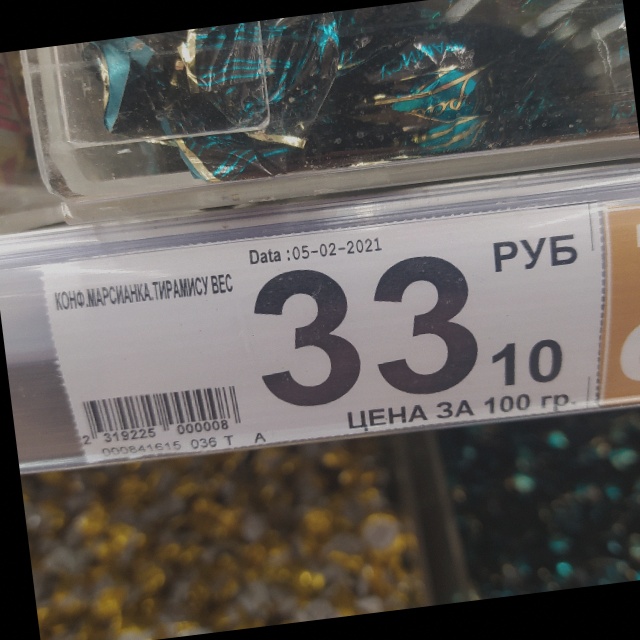 Data :05-02-2021
КОНФ.МАРСИАНКА.ТИРАМИСУ ВЕС
33 РУБ
10
ЦЕНА ЗА 100 гр.
2 319225 000008
000841615 036 T A